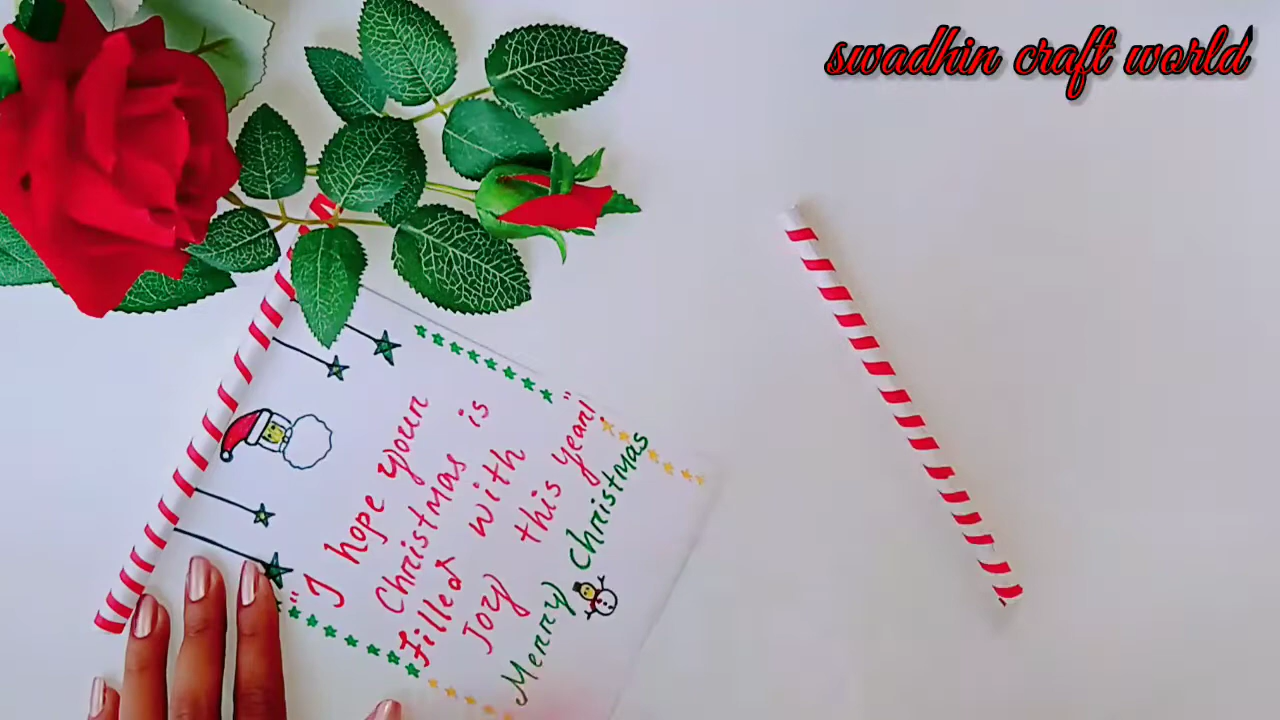 swadhin craft world
"I hope your
Christmas is
filled with
Joy this year!"
Merry Christmas